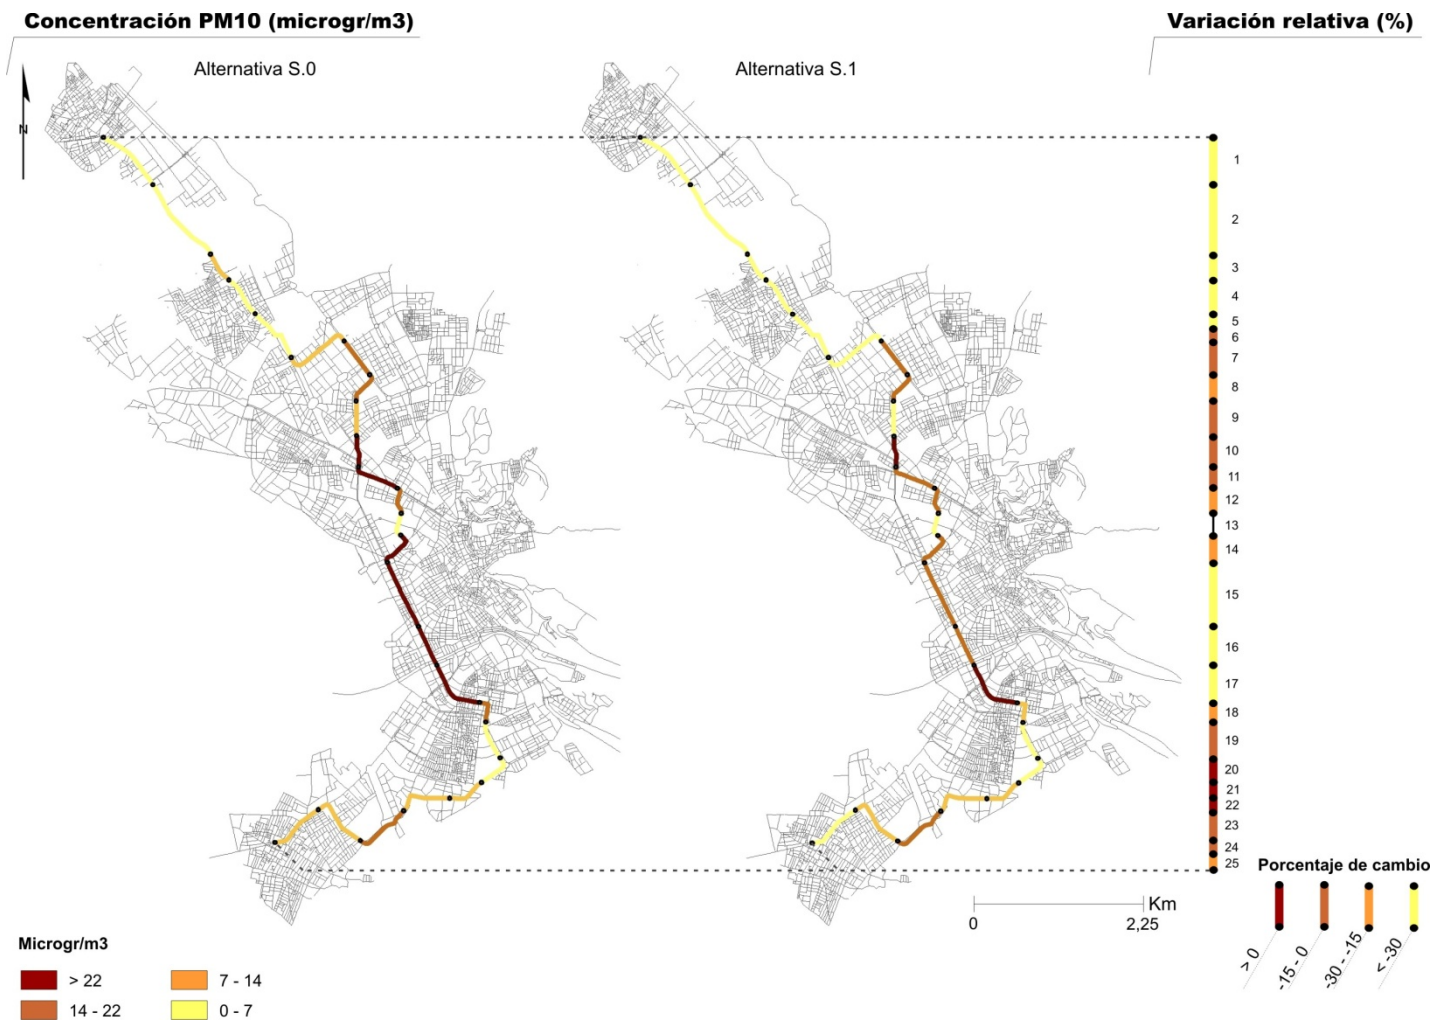 Concentración PM10 (microgr/m3)
Variación relativa (%)
Alternativa S.0
Alternativa S.1
N
1
2
3
4
5
6
7
8
9
10
11
12
13
14
15
16
17
18
19
20
21
22
23
24
25
Porcentaje de cambio
> 0
-15 - 0
-30 - -15
< -30
Km
0
2,25
Microgr/m3
> 22
7 - 14
14 - 22
0 - 7